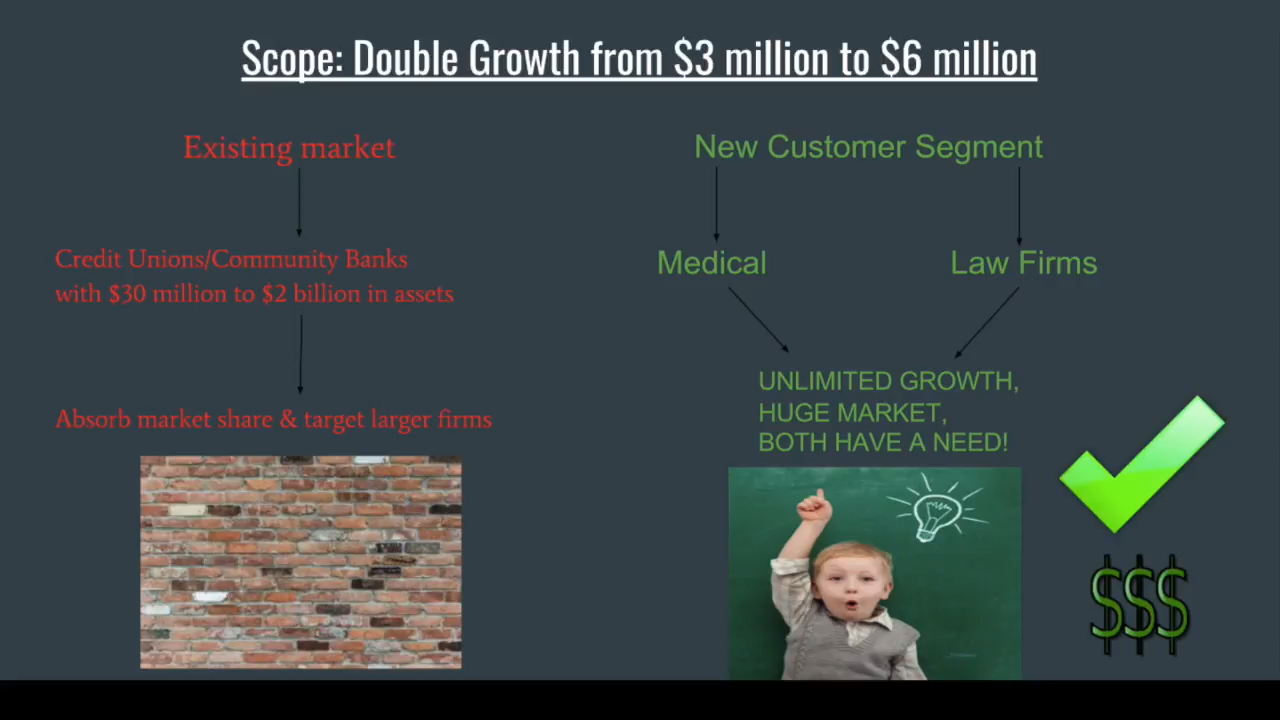 Scope: Double Growth from $3 million to $6 million
Existing market
Credit Unions/Community Banks
with $30 million to $2 billion in assets
Absorb market share & target larger firms
New Customer Segment
Medical
Law Firms
UNLIMITED GROWTH,
HUGE MARKET,
BOTH HAVE A NEED!
$$$